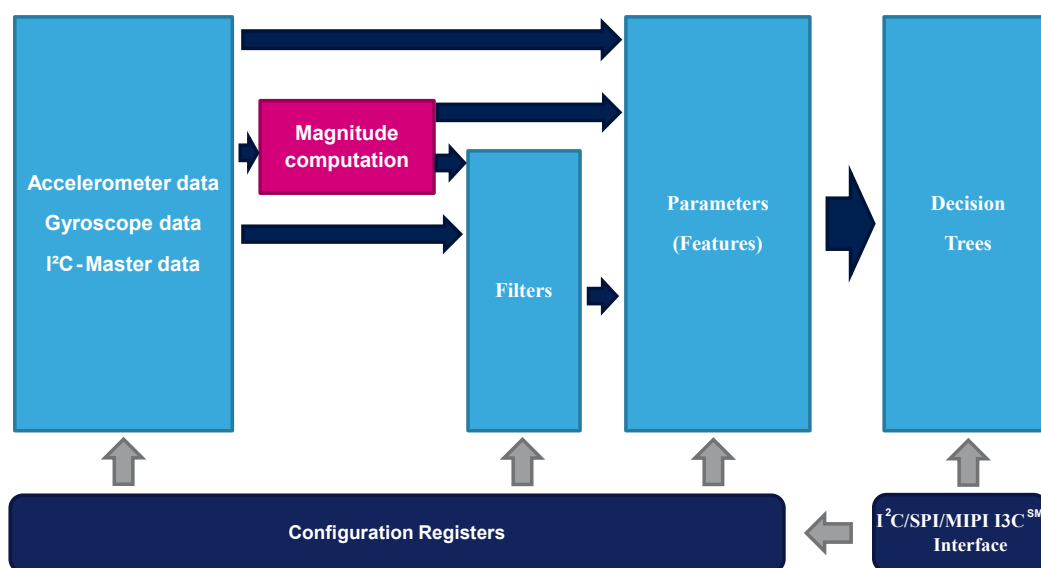 Accelerometer data
Gyroscope data
I²C - Master data
Magnitude
computation
Filters
Parameters
(Features)
Decision
Trees
Configuration Registers
I²C/SPI/MIPI I3C℠
Interface